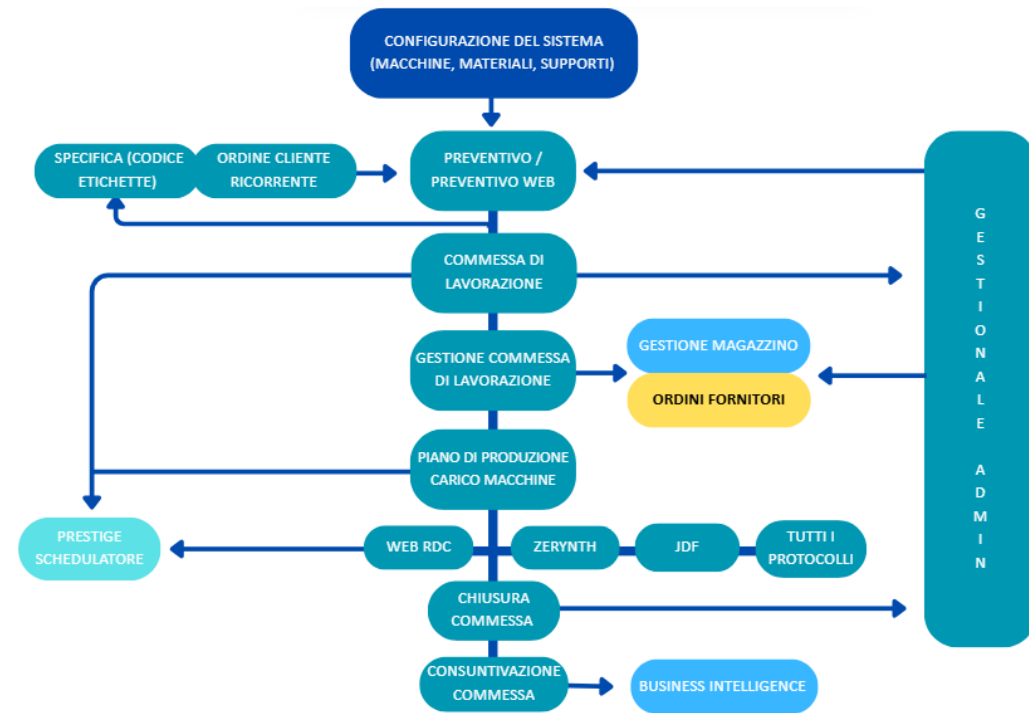 CONFIGURAZIONE DEL SISTEMA
(MACCHINE, MATERIALI, SUPPORTI)
SPECIFICA (CODICE
ETICHETTE)
ORDINE CLIENTE
RICORRENTE
PREVENTIVO /
PREVENTIVO WEB
COMMESSA DI
LAVORAZIONE
GESTIONE COMMESSA
DI LAVORAZIONE
GESTIONE MAGAZZINO
ORDINI FORNITORI
PIANO DI PRODUZIONE
CARICO MACCHINE
PRESTIGE
SCHEDULATORE
WEB RDC
ZERYNTH
JDF
TUTTI I
PROTOCOLLI
CHIUSURA
COMMESSA
CONSUNTIVAZIONE
COMMESSA
BUSINESS INTELLIGENCE
GESTIONALE ADMIN